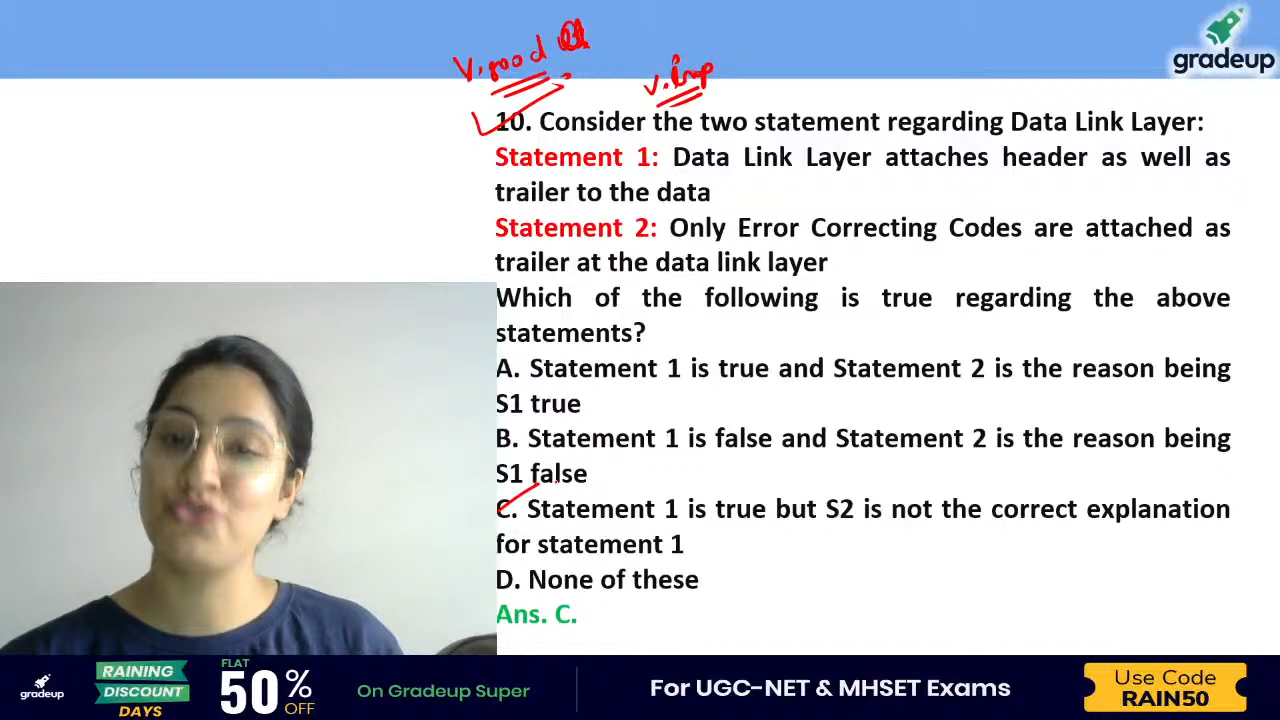 gradeup
V. good Q
v. imp
10. Consider the two statement regarding Data Link Layer:
Statement 1: Data Link Layer attaches header as well as
trailer to the data
Statement 2: Only Error Correcting Codes are attached as
trailer at the data link layer
Which of the following is true regarding the above
statements?
A. Statement 1 is true and Statement 2 is the reason being
S1 true
B. Statement 1 is false and Statement 2 is the reason being
S1 false
C. Statement 1 is true but S2 is not the correct explanation
for statement 1
D. None of these
Ans. C.
gradeup
RAINING
DISCOUNT
DAYS
FLAT
50% OFF
On Gradeup Super
For UGC-NET & MHSET Exams
Use Code
RAIN50